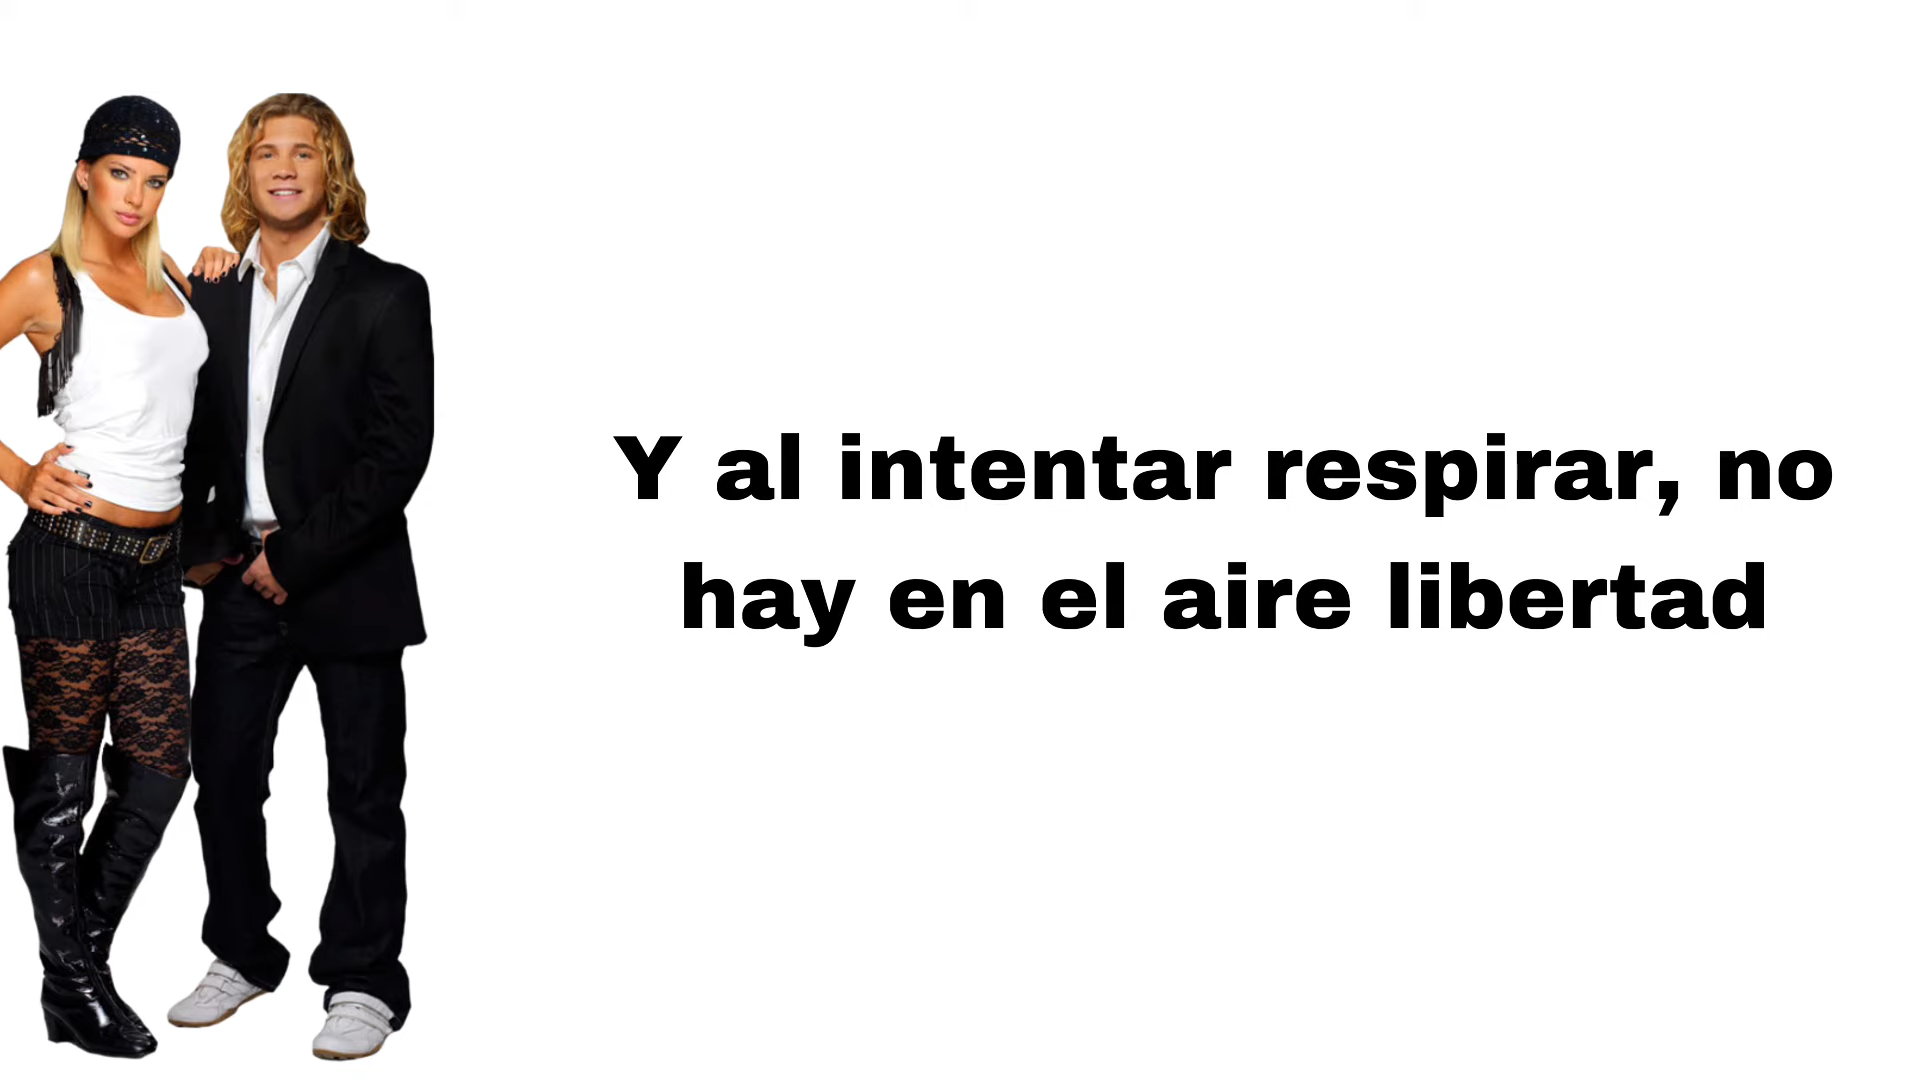 Y al intentar respirar, no
hay en el aire libertad